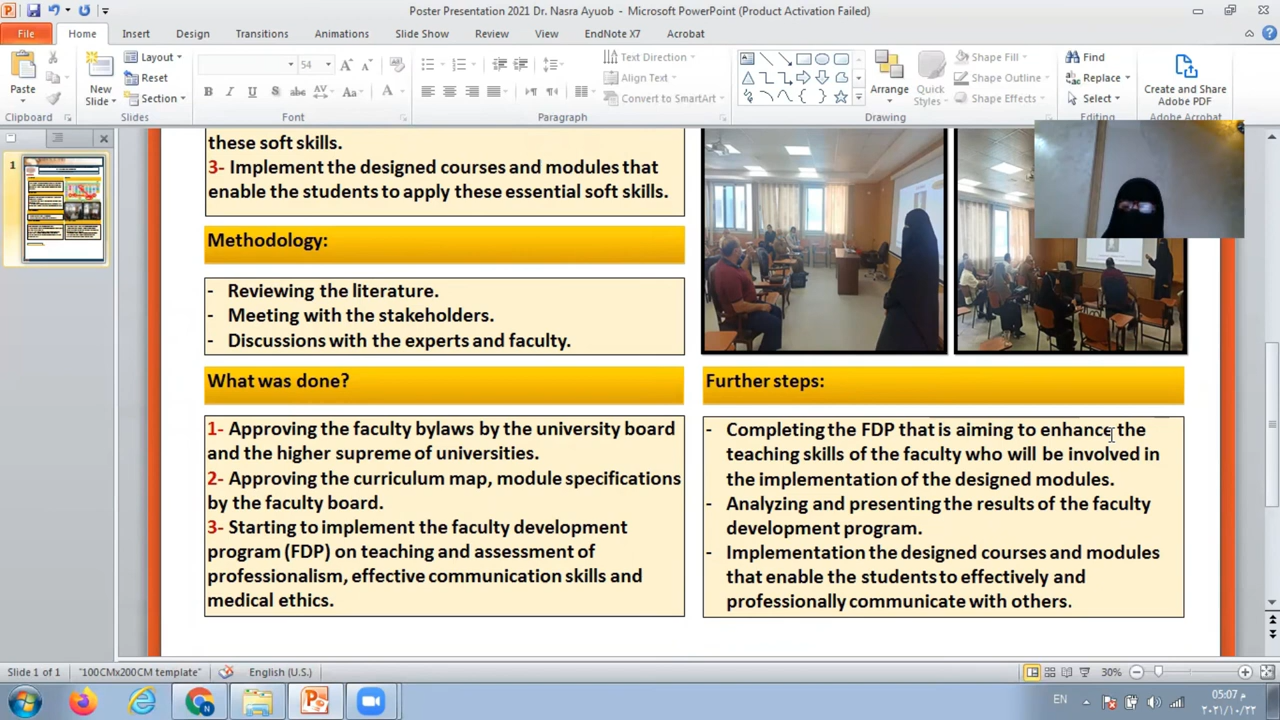 Poster Presentation 2021 Dr. Nasra Ayuob - Microsoft PowerPoint (Product Activation Failed)
File Home Insert Design Transitions Animations Slide Show Review View EndNote X7 Acrobat
Paste
New
Slide
Layout
Reset
Section
54
Text Direction
Align Text
Convert to SmartArt
Arrange
Quick
Styles
Shape Fill
Shape Outline
Shape Effects
Find
Replace
Select
Create and Share
Adobe PDF
Clipboard Slides Font Paragraph Drawing Editing Adobe Acrobat
1
these soft skills.
3- Implement the designed courses and modules that
enable the students to apply these essential soft skills.
Methodology:
- Reviewing the literature.
- Meeting with the stakeholders.
- Discussions with the experts and faculty.
What was done?
1- Approving the faculty bylaws by the university board
and the higher supreme of universities.
2- Approving the curriculum map, module specifications
by the faculty board.
3- Starting to implement the faculty development
program (FDP) on teaching and assessment of
professionalism, effective communication skills and
medical ethics.
Further steps:
- Completing the FDP that is aiming to enhance the
teaching skills of the faculty who will be involved in
the implementation of the designed modules.
- Analyzing and presenting the results of the faculty
development program.
- Implementation the designed courses and modules
that enable the students to effectively and
professionally communicate with others.
Slide 1 of 1 "100CMx200CM template" English (U.S.) 30%
EN
05:07 م
٢٠٢١/١٠/٢٢